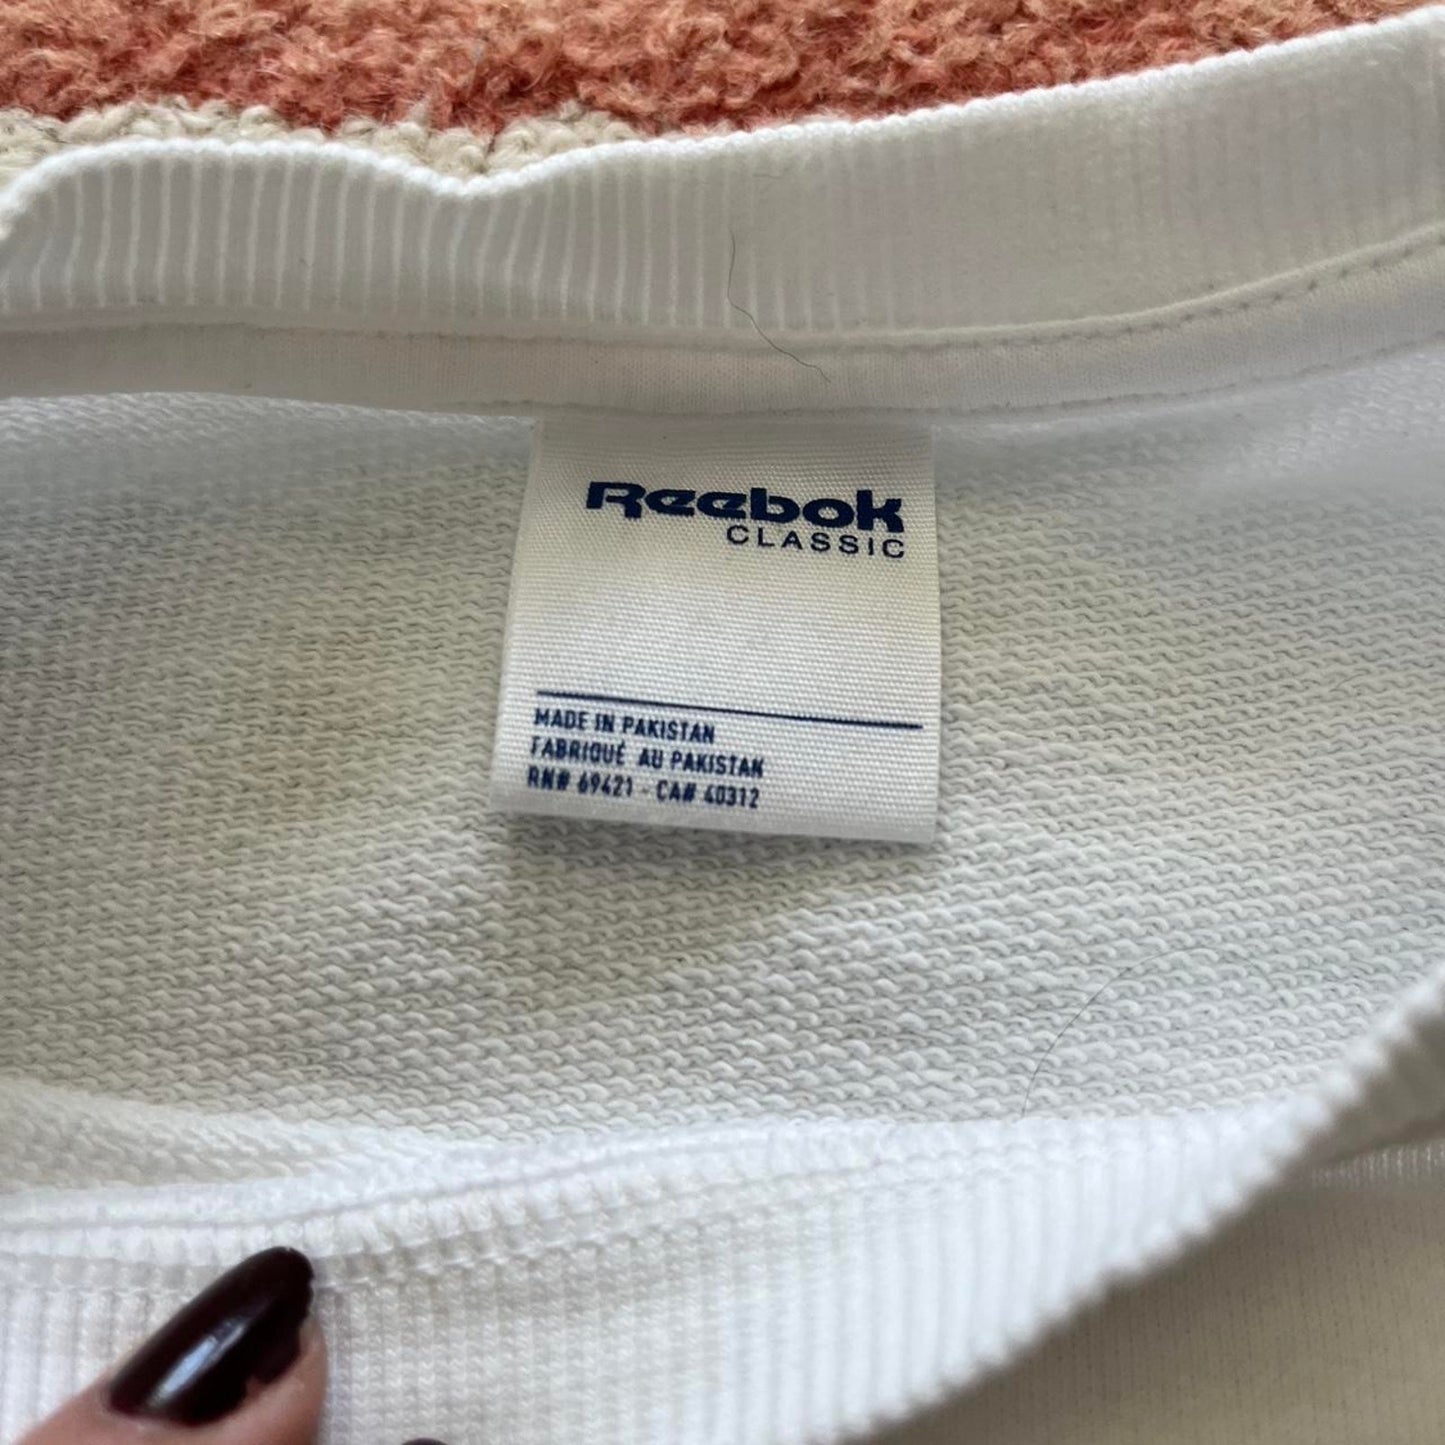 Reebok
CLASSIC
MADE IN PAKISTAN
FABRIQUÉ AU PAKISTAN
RN# 69421 - CA# 40312